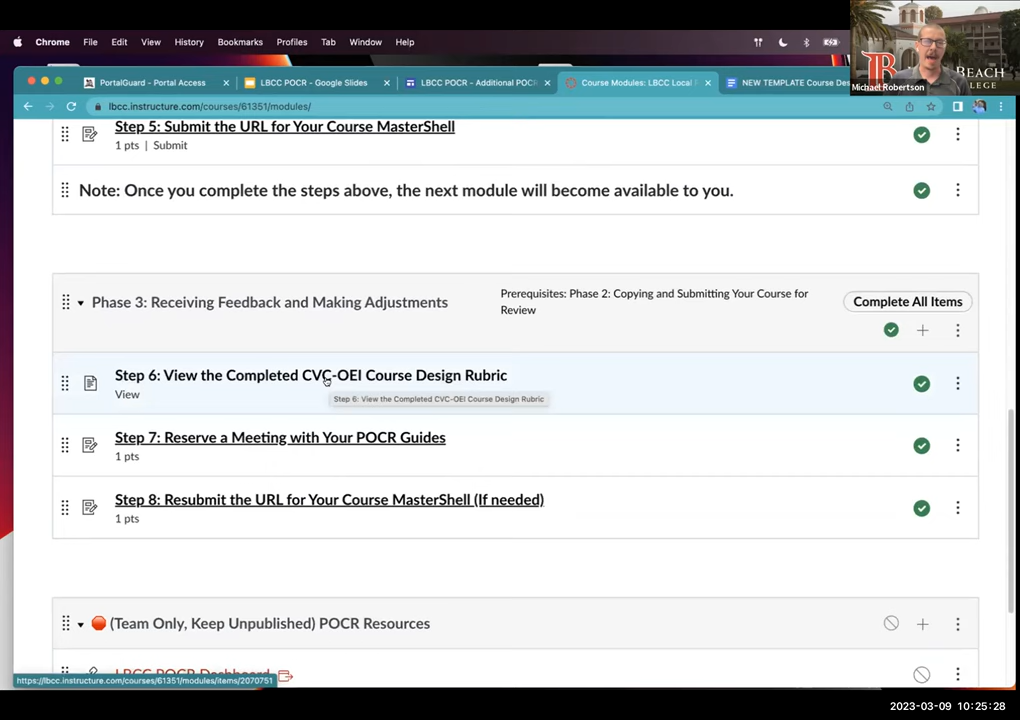 Chrome File Edit View History Bookmarks Profiles Tab Window Help
PortalGuard - Portal Access
LBCC POCR - Google Slides
LBCC POCR - Additional POC
Course Modules: LBCC Local
NEW TEMPLATE Course Des
BEACH
Michael Robertson
lbcc.instructure.com/courses/61351/modules/
Step 5: Submit the URL for Your Course MasterShell
1 pts | Submit
Note: Once you complete the steps above, the next module will become available to you.
Phase 3: Receiving Feedback and Making Adjustments
Prerequisites: Phase 2: Copying and Submitting Your Course for
Review
Complete All Items
Step 6: View the Completed CVC-OEI Course Design Rubric
View
Step 6: View the Completed CVC-OEI Course Design Rubric
Step 7: Reserve a Meeting with Your POCR Guides
1 pts
Step 8: Resubmit the URL for Your Course MasterShell (If needed)
1 pts
(Team Only, Keep Unpublished) POCR Resources
LBCC POCR Dashboard
https://lbcc.instructure.com/courses/61351/modules/items/2070751
2023-03-09 10:25:28